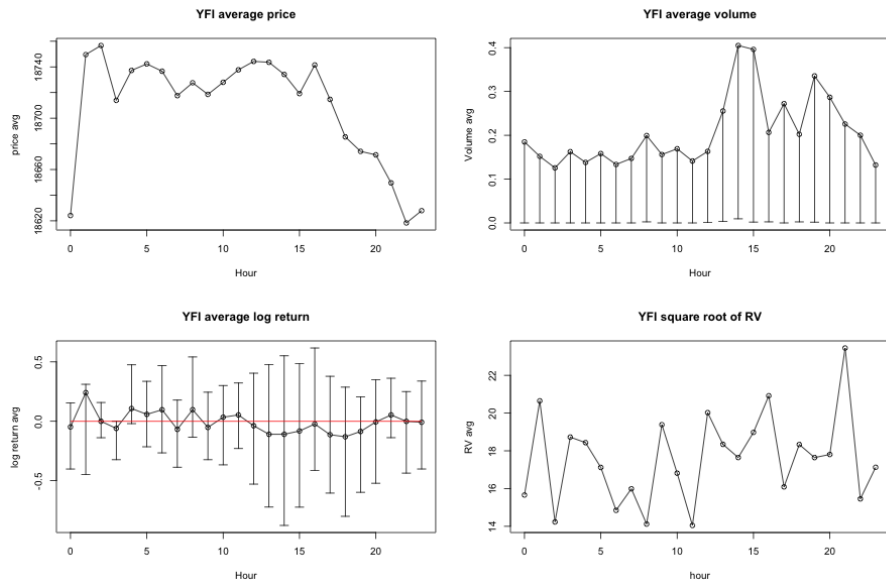 YFI average price
price avg
18740
18700
18660
18620
0 5 10 15 20
Hour
YFI average volume
Volume avg
0.4
0.3
0.2
0.1
0.0
0 5 10 15 20
Hour
YFI average log return
log return avg
0.5
0.0
-0.5
0 5 10 15 20
Hour
YFI square root of RV
RV avg
22
20
18
16
14
0 5 10 15 20
hour